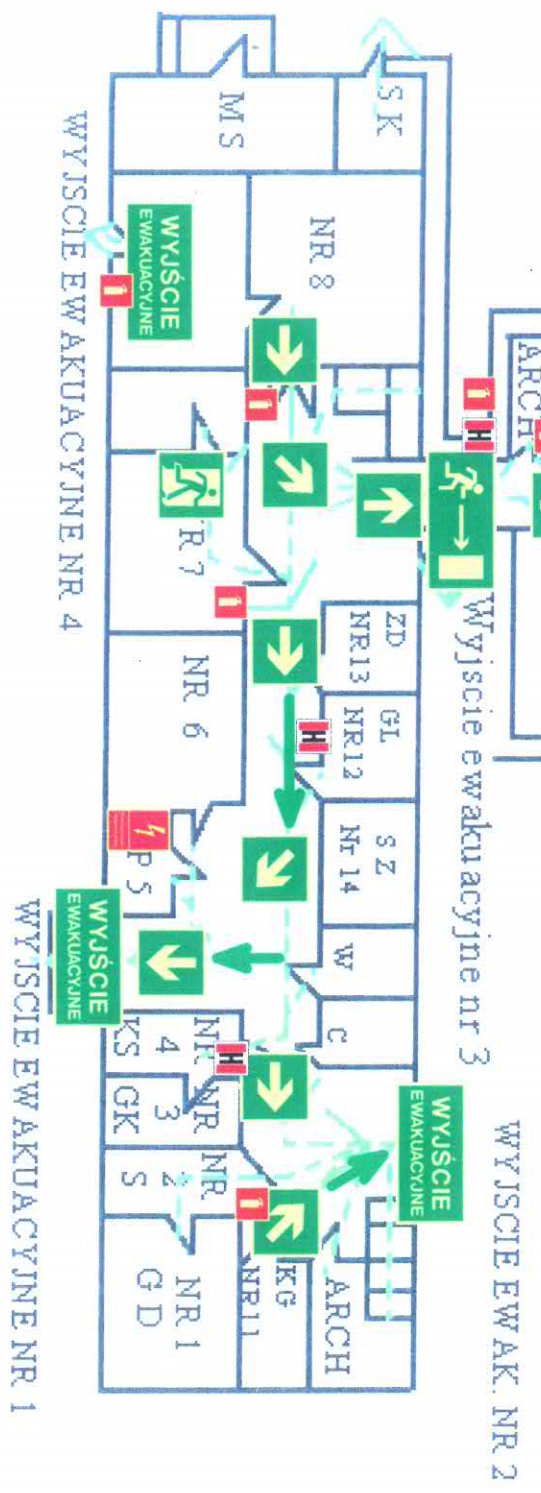 ARCH
SK
MS
NR 8
WYJŚCIE
EWAKUACYJNE
WYJSCIE EWAKUACYJNE NR 4
H
Wyjscie ewakuacyjne nr 3
R 7
ZD
NR13
GL
NR12
H
NR 6
S Z
Nr 14
P S
W
WYJŚCIE
EWAKUACYJNE
WYJSCIE EWAKUACYJNE NR 1
C
NR
4
KS
H
NR
3
GK
WYJŚCIE
EWAKUACYJNE
WYJSCIE EWAK. NR 2
NR
2
S
KG
NR11
ARCH
NR 1
G D